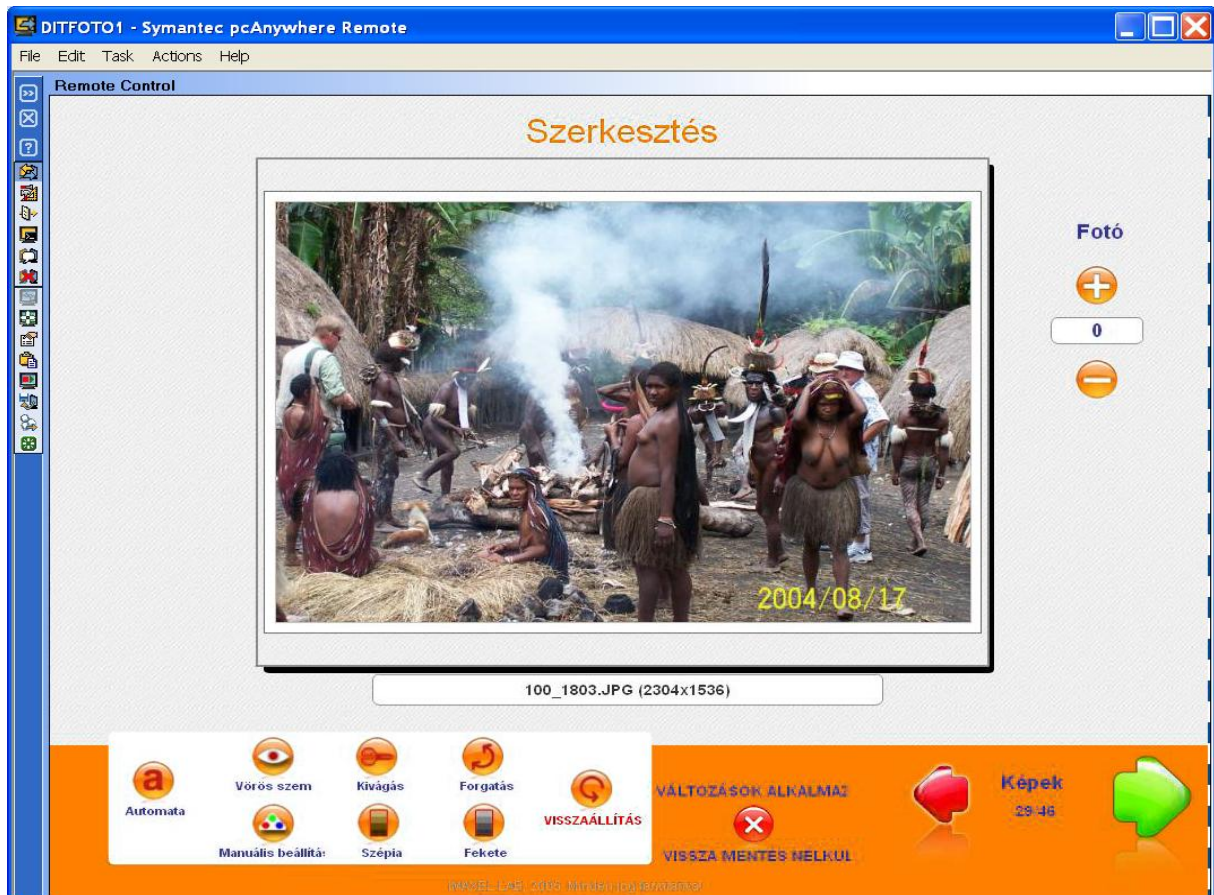 DITFOTO1 - Symantec pcAnywhere Remote
File Edit Task Actions Help
Remote Control
Szerkesztés
Fotó
0
2004/08/17
100_1803.JPG (2304x1536)
Automata
Vörös szem
Kivágás
Forgatás
Manuális beállítás
Szépia
Fekete
VISSZAÁLLÍTÁS
VÁLTOZÁSOK ALKALMAZ
VISSZA MENTÉS NÉLKUL
Képek
29/46